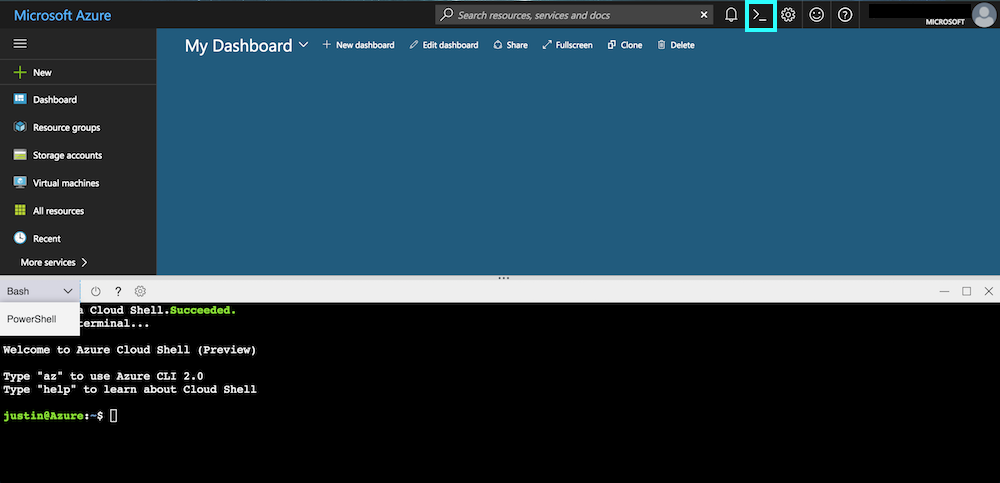 Microsoft Azure
Search resources, services and docs
MICROSOFT
My Dashboard
New dashboard
Edit dashboard
Share
Fullscreen
Clone
Delete
New
Dashboard
Resource groups
Storage accounts
Virtual machines
All resources
Recent
More services
Bash
PowerShell
a Cloud Shell.Succeeded.
terminal...
Welcome to Azure Cloud Shell (Preview)
Type "az" to use Azure CLI 2.0
Type "help" to learn about Cloud Shell
justin@Azure:~$